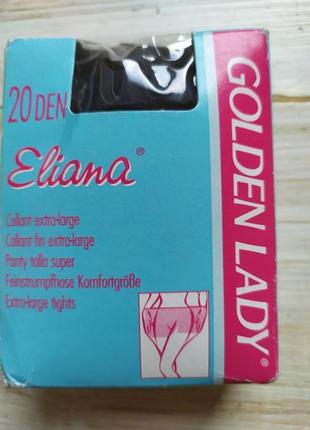 20 DEN
Eliana®
Collant extra-large
Collant fin extra-large
Panty talla super
Feinstrumpfhose Komfortgröße
Extra-large tights
GOLDEN LADY®